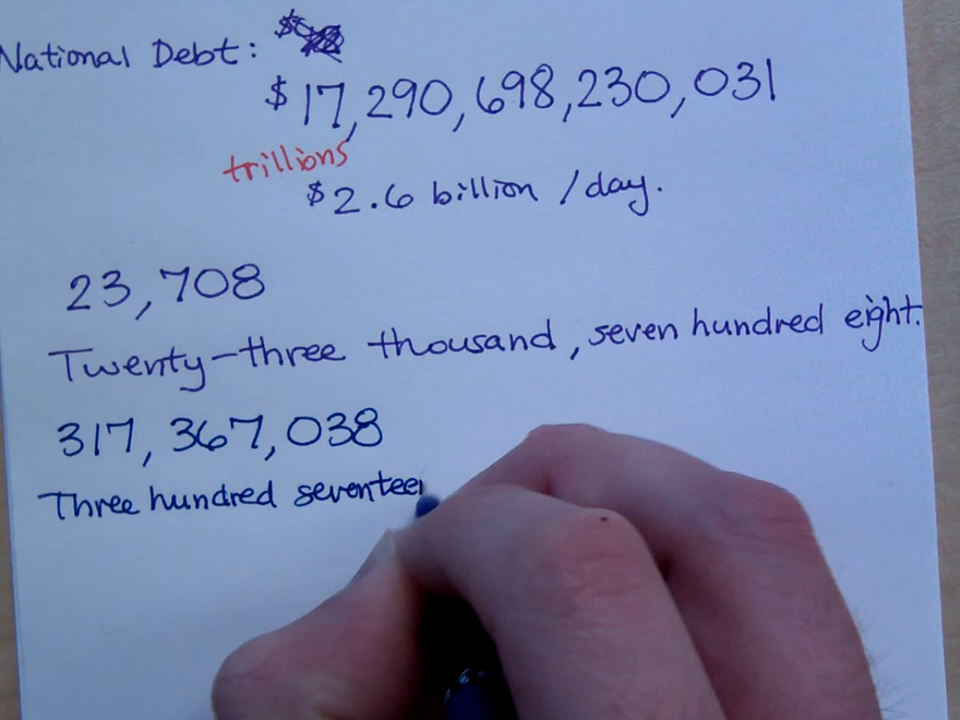 National Debt:
$17,290,698,230,031
trillions
$2.6 billion /day.
23,708
Twenty-three thousand, seven hundred eight.
317,367,038
Three hundred seventeen